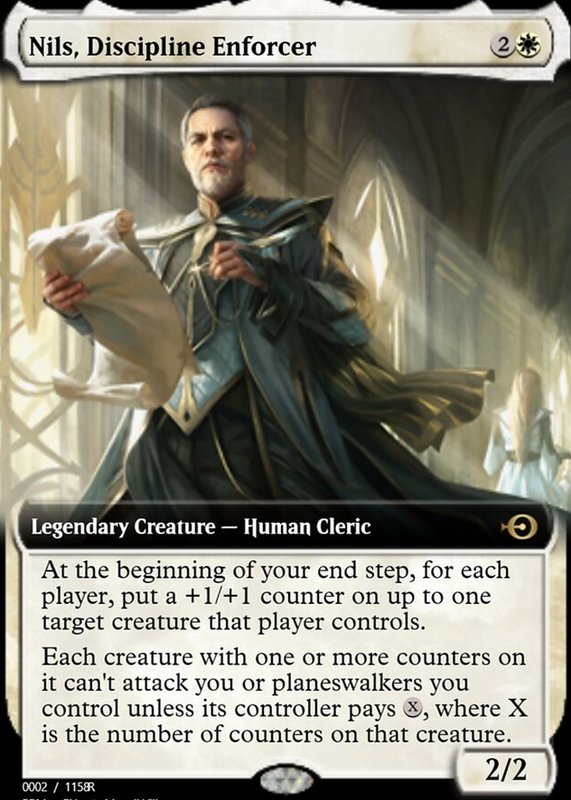 Nils, Discipline Enforcer 2
Legendary Creature — Human Cleric
At the beginning of your end step, for each
player, put a +1/+1 counter on up to one
target creature that player controls.
Each creature with one or more counters on
it can't attack you or planeswalkers you
control unless its controller pays X, where X
is the number of counters on that creature.
2/2
0002 / 1158R